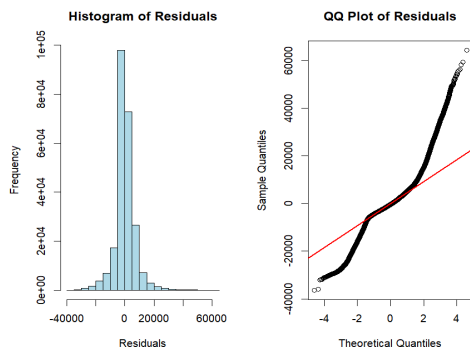 Histogram of Residuals
Frequency
0e+00 2e+04 4e+04 6e+04 8e+04 1e+05
-40000 0 20000 60000
Residuals
QQ Plot of Residuals
Sample Quantiles
-40000 -20000 0 20000 40000 60000
-4 -2 0 2 4
Theoretical Quantiles